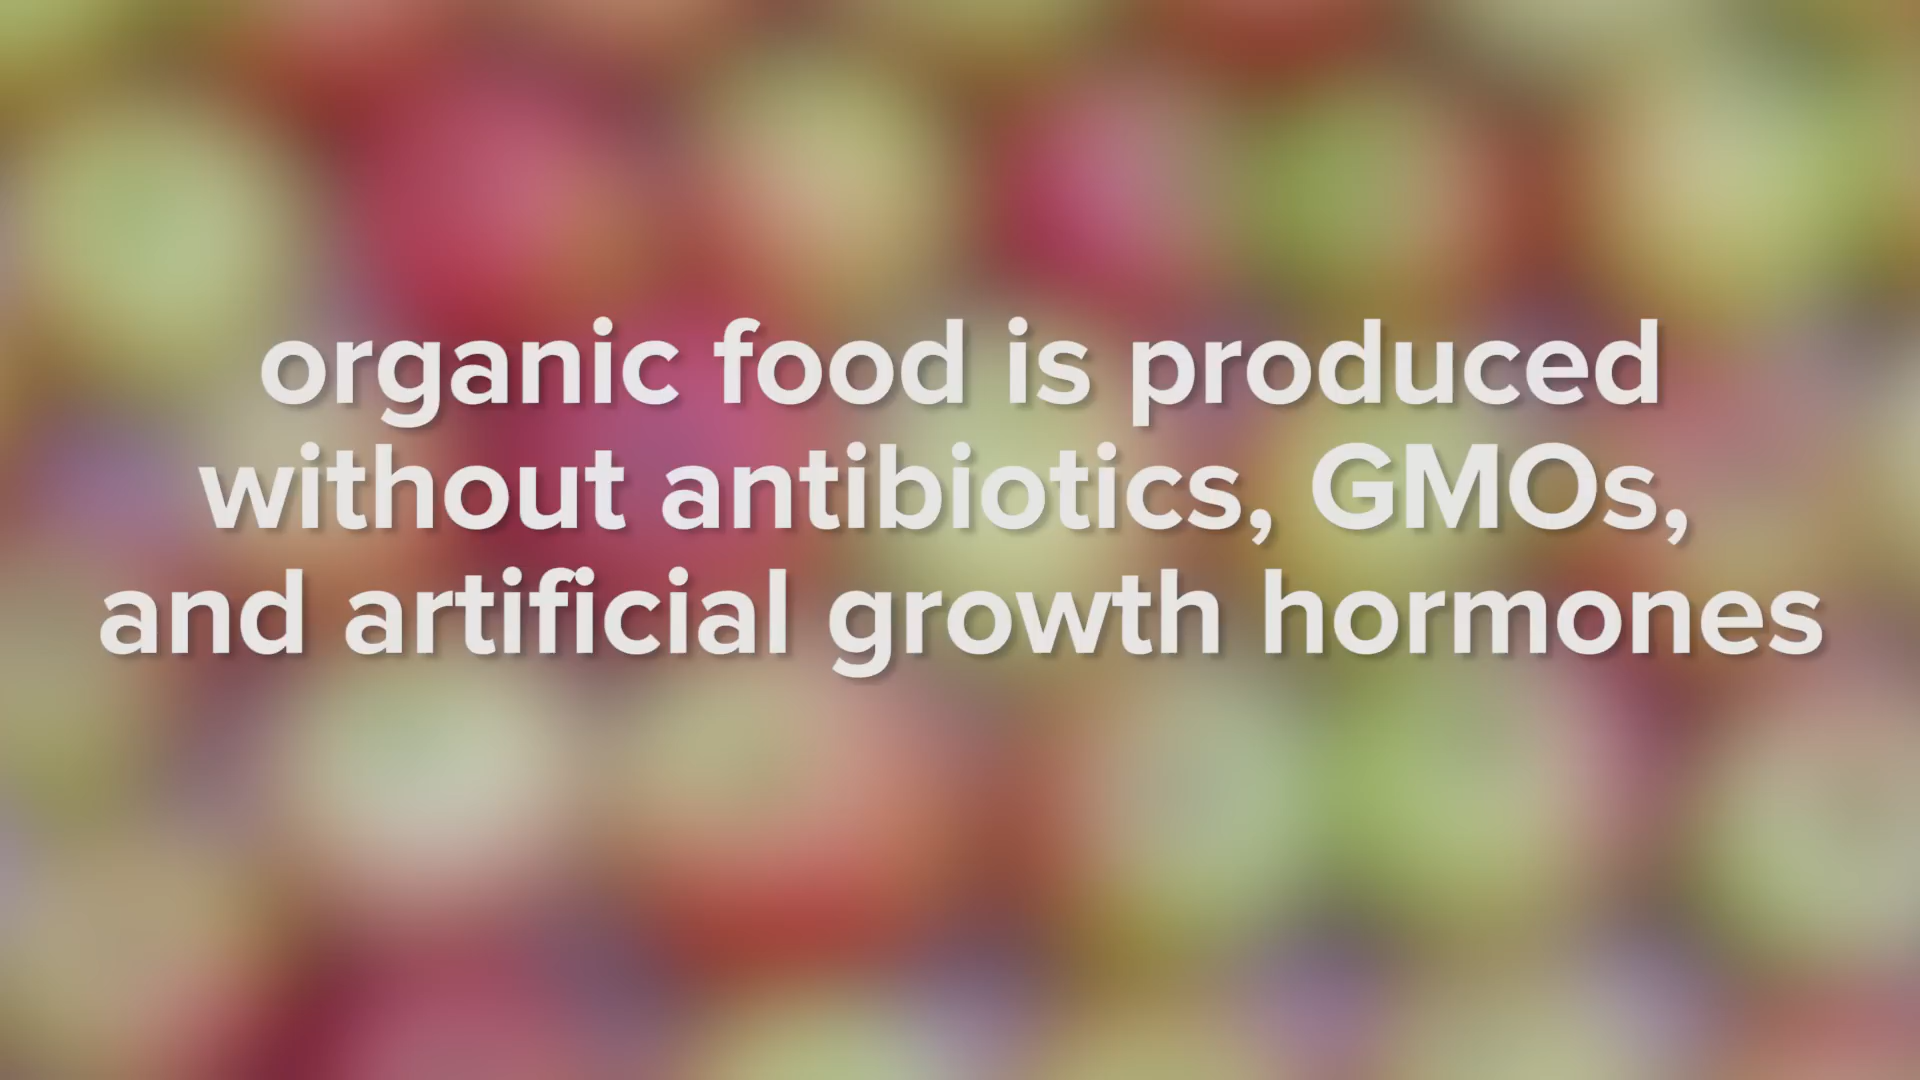 organic food is produced
without antibiotics, GMOs,
and artificial growth hormones